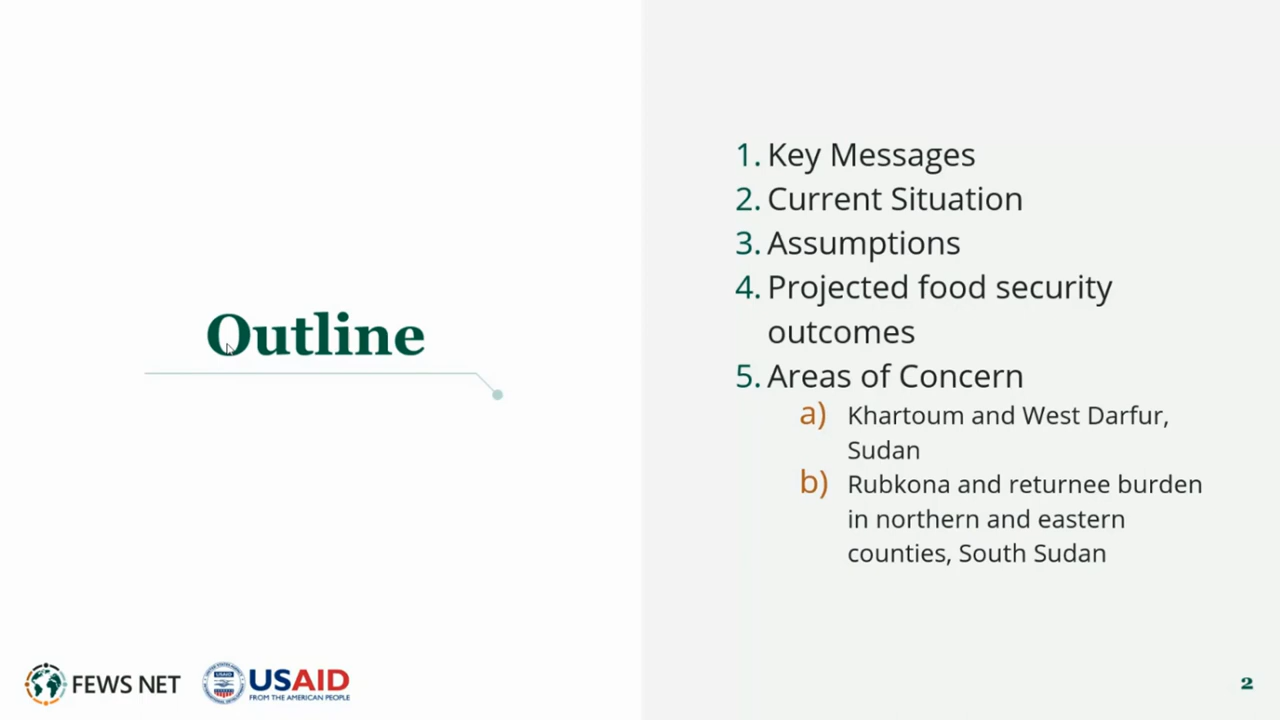 Outline
1. Key Messages
2. Current Situation
3. Assumptions
4. Projected food security
outcomes
5. Areas of Concern
a) Khartoum and West Darfur,
Sudan
b) Rubkona and returnee burden
in northern and eastern
counties, South Sudan
FEWS NET
USAID
FROM THE AMERICAN PEOPLE
2